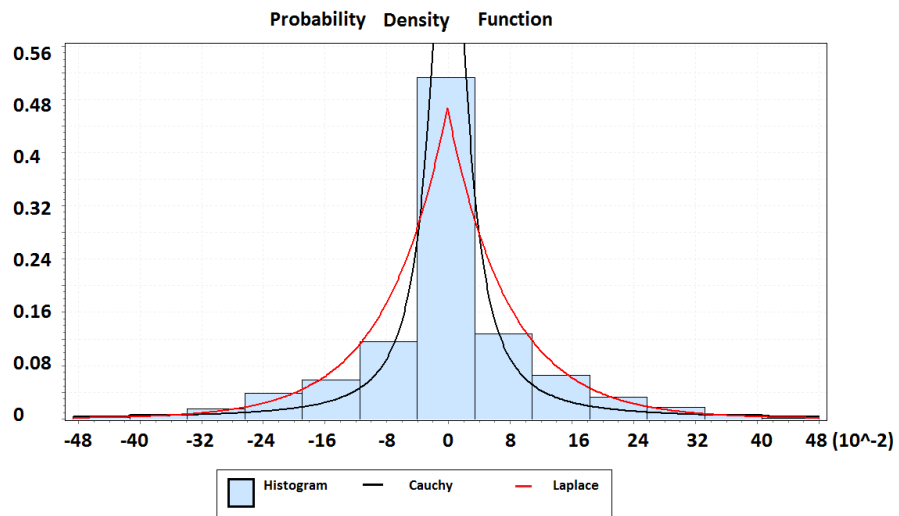 Probability Density Function
0.56
0.48
0.4
0.32
0.24
0.16
0.08
0
-48 -40 -32 -24 -16 -8 0 8 16 24 32 40 48 (10^-2)
Histogram Cauchy Laplace